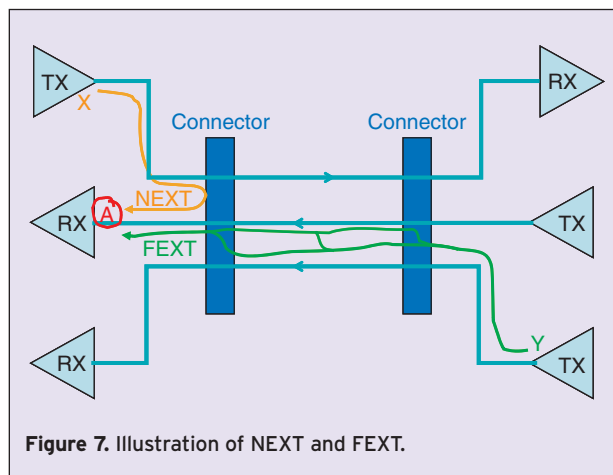 TX
RX
X
Connector
Connector
NEXT
A
RX
TX
FEXT
Y
RX
TX
Figure 7. Illustration of NEXT and FEXT.